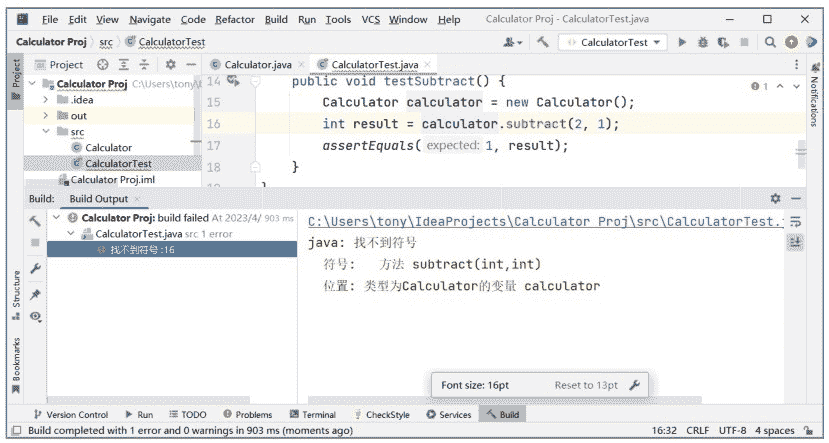 File Edit View Navigate Code Refactor Build Run Tools VCS Window Help Calculator Proj - CalculatorTest.java
Calculator Proj src CalculatorTest CalculatorTest
Project
Project
Calculator Proj C:\Users\tony\
.idea
out
src
Calculator
CalculatorTest
Calculator Proj.iml
Calculator.java CalculatorTest.java
14 public void testSubtract() {
15 Calculator calculator = new Calculator();
16 int result = calculator.subtract(2, 1);
17 assertEquals( expected: 1, result);
18 }
1
Notifications
Build: Build Output
Calculator Proj: build failed At 2023/4/ 903 ms
CalculatorTest.java src 1 error
找不到符号 :16
C:\Users\tony\IdeaProjects\Calculator Proj\src\CalculatorTest.
java: 找不到符号
符号: 方法 subtract(int,int)
位置: 类型为Calculator的变量 calculator
Structure
Bookmarks
Font size: 16pt Reset to 13pt
Version Control Run TODO Problems Terminal CheckStyle Services Build
Build completed with 1 error and 0 warnings in 903 ms (moments ago) 16:32 CRLF UTF-8 4 spaces